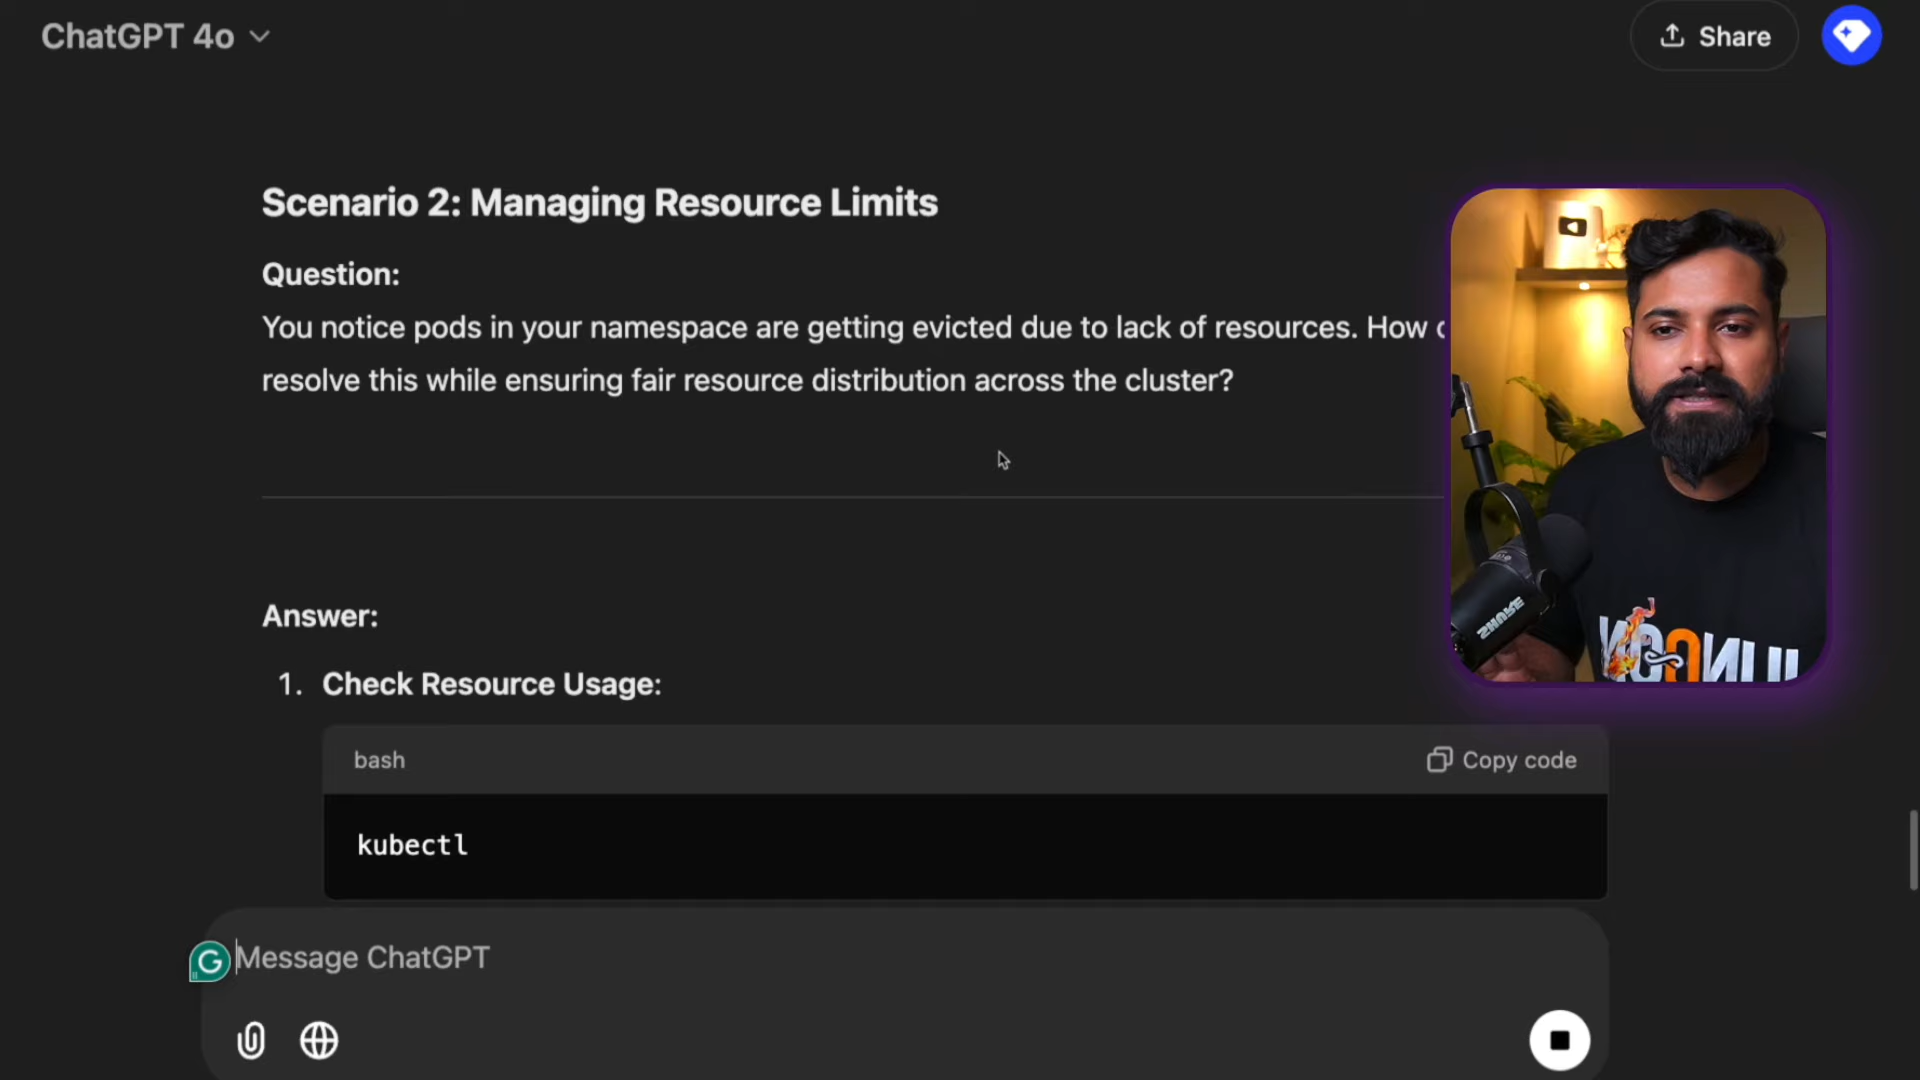 ChatGPT 4o
Share
Scenario 2: Managing Resource Limits
Question:
You notice pods in your namespace are getting evicted due to lack of resources. How
resolve this while ensuring fair resource distribution across the cluster?
Answer:
1. Check Resource Usage:
bash
Copy code
kubectl
SHURE
G
Message ChatGPT